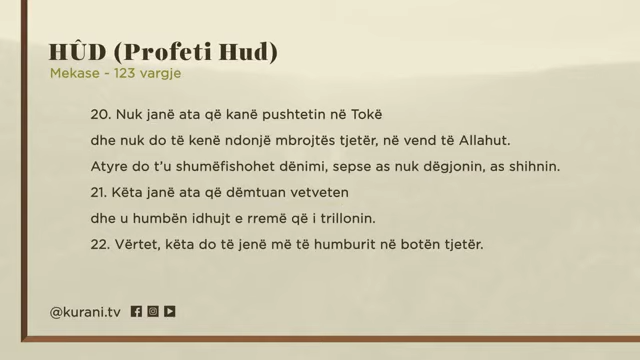 HÛD (Profeti Hud)
Mekase - 123 vargje
20. Nuk janë ata që kanë pushtetin në Tokë
dhe nuk do të kenë ndonjë mbrojtës tjetër, në vend të Allahut.
Atyre do t'u shumëfishohet dënimi, sepse as nuk dëgjonin, as shihnin.
21. Këta janë ata që dëmtuan vetveten
dhe u humbën idhujt e rremë që i trillonin.
22. Vërtet, këta do të jenë më të humburit në botën tjetër.
@kurani.tv